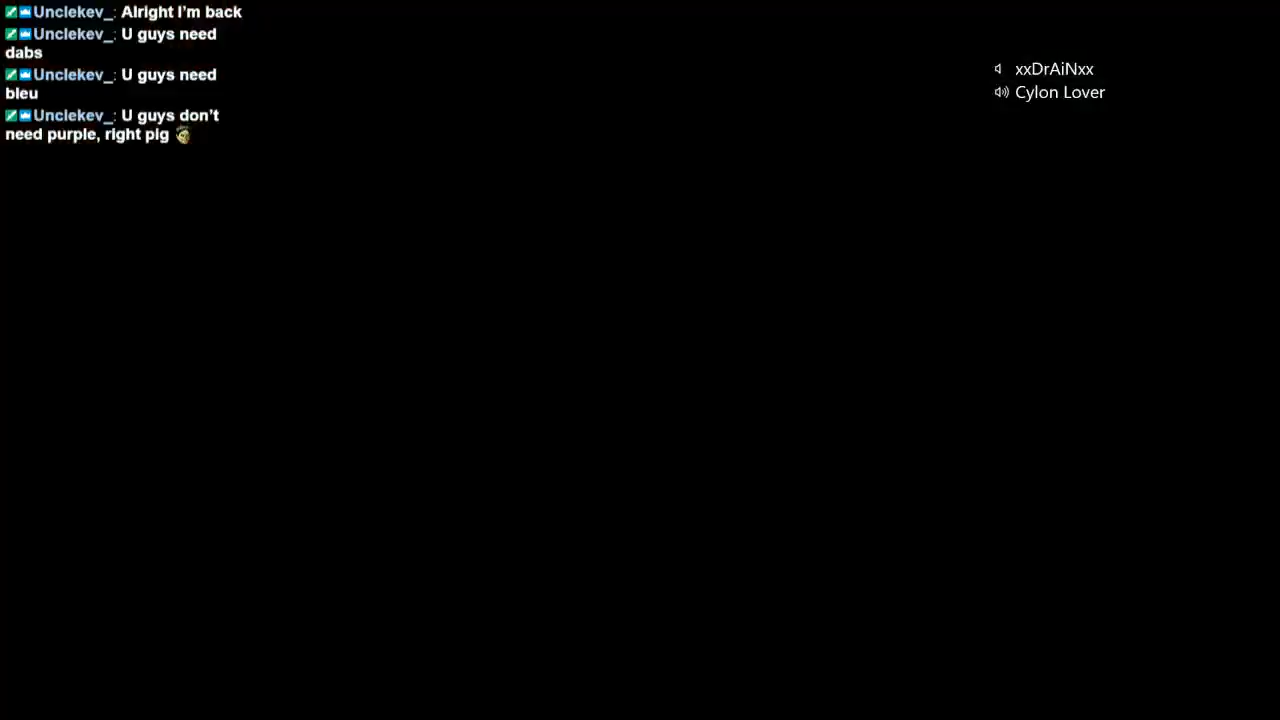 Unclekev_: Alright I'm back
Unclekev_: U guys need
dabs
Unclekev_: U guys need
bleu
Unclekev_: U guys don't
need purple, right pig
xxDrAiNxx
Cylon Lover